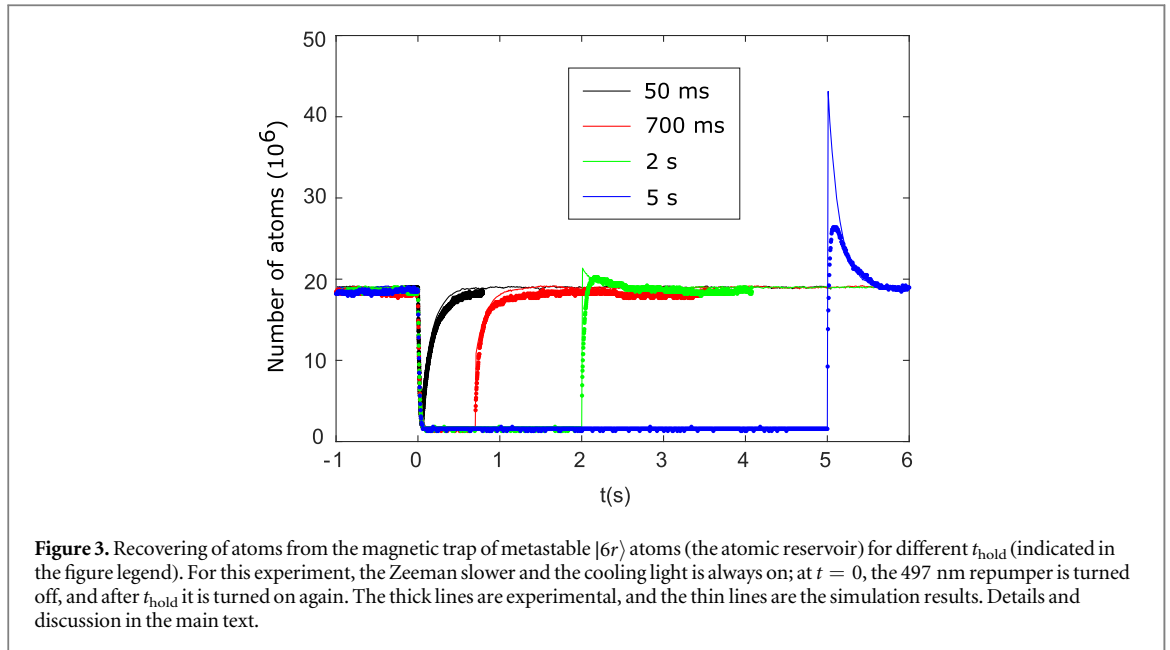 50
40
30
20
10
0
Number of atoms (10⁶)
50 ms
700 ms
2 s
5 s
-1 0 1 2 3 4 5 6
t(s)
Figure 3. Recovering of atoms from the magnetic trap of metastable |6r⟩ atoms (the atomic reservoir) for different t_hold (indicated in
the figure legend). For this experiment, the Zeeman slower and the cooling light is always on; at t = 0, the 497 nm repumper is turned
off, and after t_hold it is turned on again. The thick lines are experimental, and the thin lines are the simulation results. Details and
discussion in the main text.